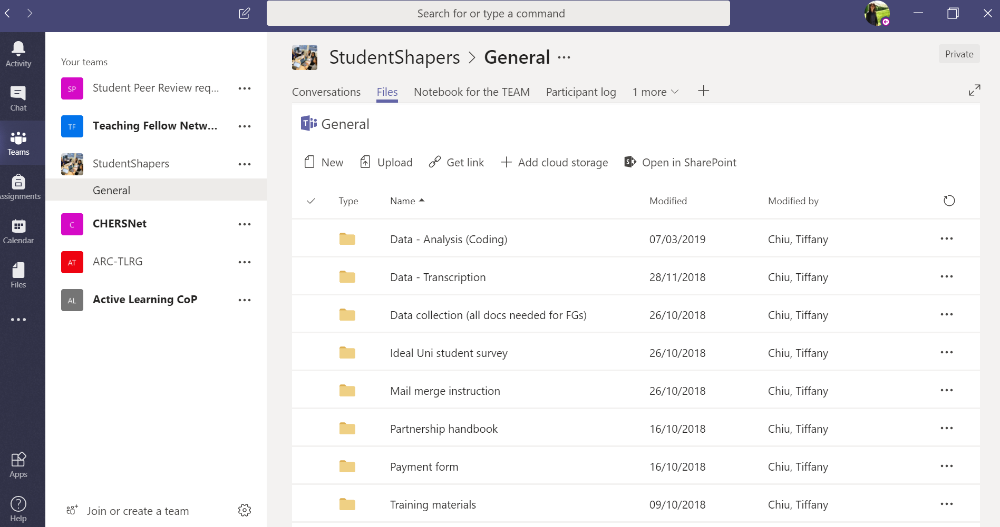 Search for or type a command
Activity
Chat
Teams
ssignments
Calendar
Files
Apps
Help
Your teams
SP Student Peer Review req...
TF Teaching Fellow Netw...
StudentShapers
General
C CHERSNet
AT ARC-TLRG
AL Active Learning CoP
Join or create a team
StudentShapers > General ...
Private
Conversations Files Notebook for the TEAM Participant log 1 more
General
New Upload Get link Add cloud storage Open in SharePoint
Type Name Modified Modified by
Data - Analysis (Coding) 07/03/2019 Chiu, Tiffany
Data - Transcription 28/11/2018 Chiu, Tiffany
Data collection (all docs needed for FGs) 26/10/2018 Chiu, Tiffany
Ideal Uni student survey 26/10/2018 Chiu, Tiffany
Mail merge instruction 26/10/2018 Chiu, Tiffany
Partnership handbook 16/10/2018 Chiu, Tiffany
Payment form 16/10/2018 Chiu, Tiffany
Training materials 09/10/2018 Chiu, Tiffany